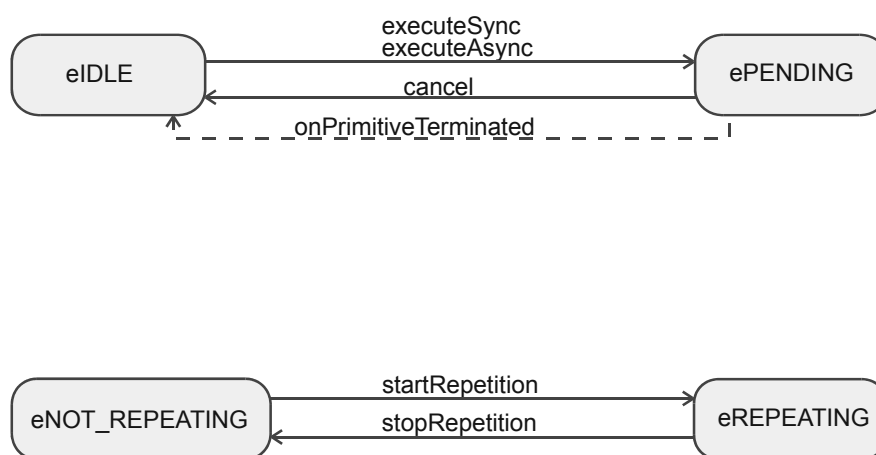 executeSync
executeAsync
eIDLE
ePENDING
cancel
onPrimitiveTerminated
startRepetition
eNOT_REPEATING
eREPEATING
stopRepetition